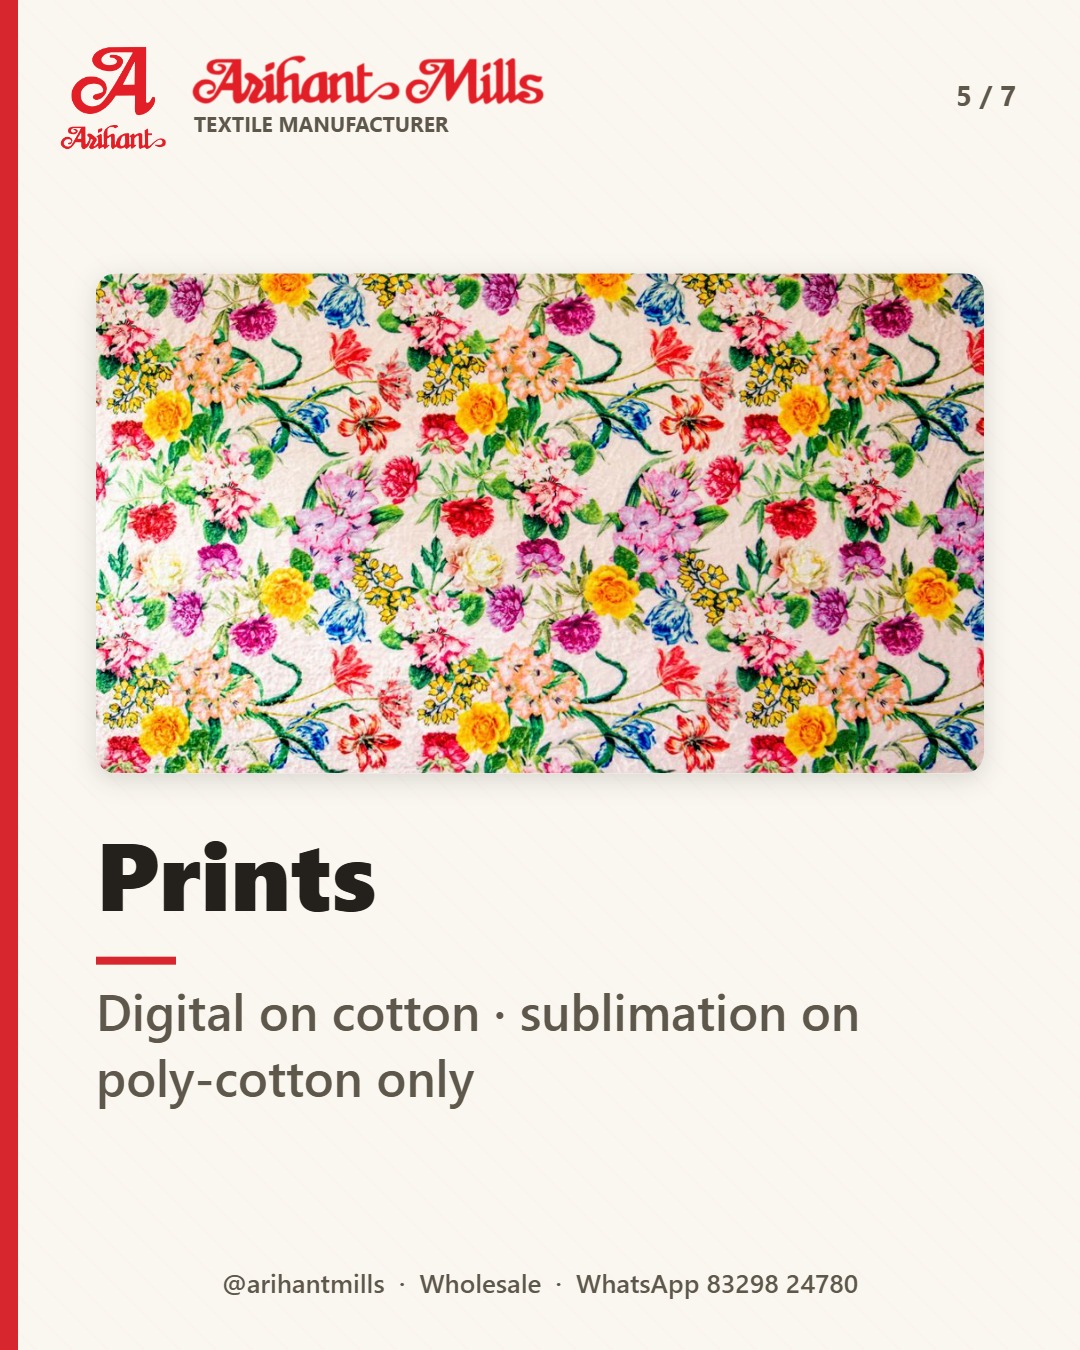 A
Arihant
Arihant Mills
TEXTILE MANUFACTURER
5 / 7
Prints
Digital on cotton · sublimation on
poly-cotton only
@arihantmills · Wholesale · WhatsApp 83298 24780